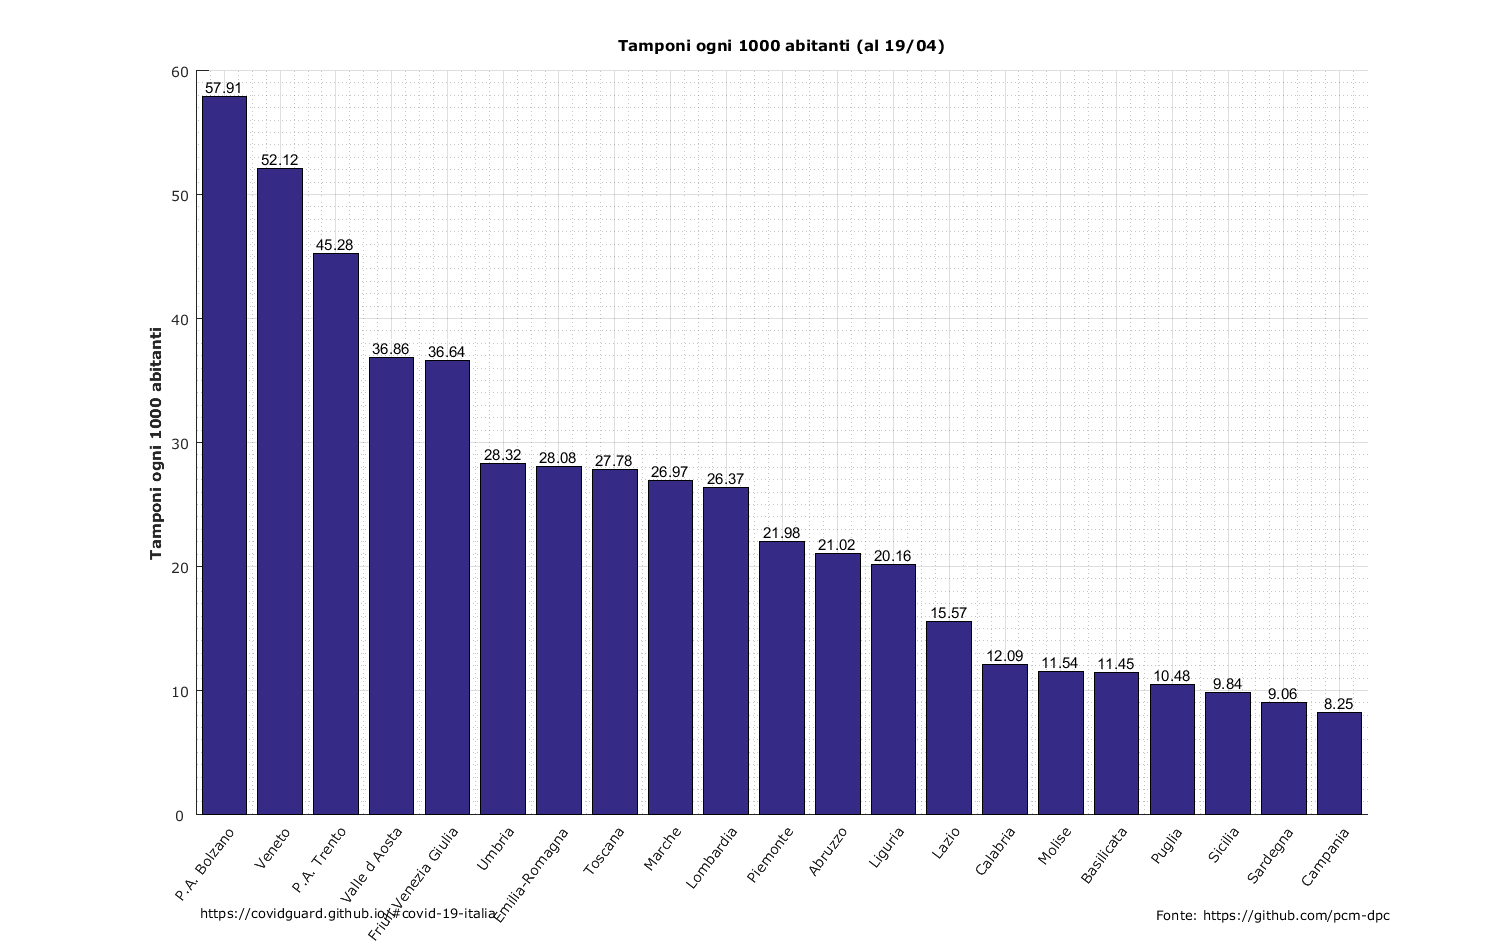 Tamponi ogni 1000 abitanti (al 19/04)
Tamponi ogni 1000 abitanti
60
50
40
30
20
10
0
57.91
52.12
45.28
36.86
36.64
28.32
28.08
27.78
26.97
26.37
21.98
21.02
20.16
15.57
12.09
11.54
11.45
10.48
9.84
9.06
8.25
P.A. Bolzano
Veneto
P.A. Trento
Valle d Aosta
Friuli Venezia Giulia
Umbria
Emilia-Romagna
Toscana
Marche
Lombardia
Piemonte
Abruzzo
Liguria
Lazio
Calabria
Molise
Basilicata
Puglia
Sicilia
Sardegna
Campania
https://covidguard.github.io/#covid-19-italia
Fonte: https://github.com/pcm-dpc